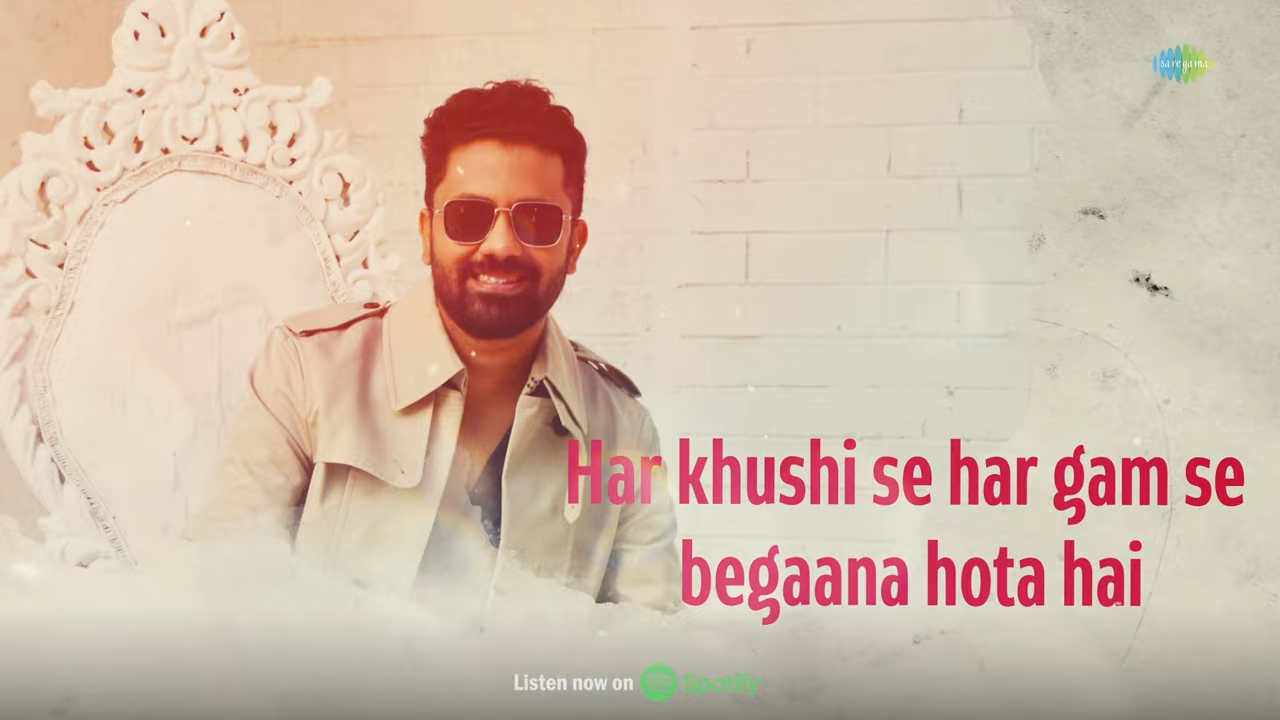 saregama
Har khushi se har gam se
begaana hota hai
Listen now on Spotify